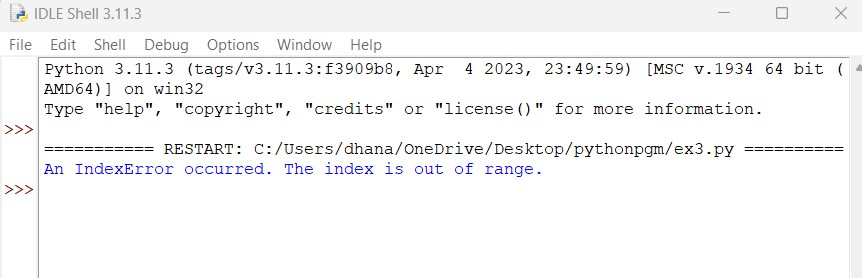 IDLE Shell 3.11.3
File Edit Shell Debug Options Window Help
Python 3.11.3 (tags/v3.11.3:f3909b8, Apr  4 2023, 23:49:59) [MSC v.1934 64 bit (
AMD64)] on win32
Type "help", "copyright", "credits" or "license()" for more information.
>>>
=========== RESTART: C:/Users/dhana/OneDrive/Desktop/pythonpgm/ex3.py ==========
An IndexError occurred. The index is out of range.
>>>